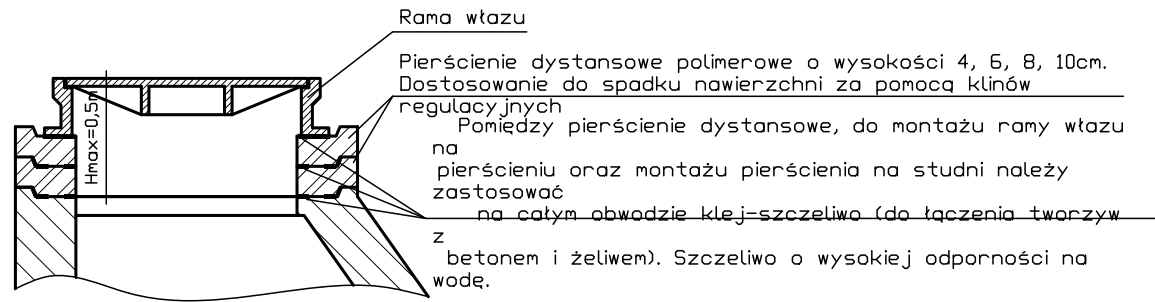 Rama włazu
Pierścienie dystansowe polimerowe o wysokości 4, 6, 8, 10cm.
Dostosowanie do spadku nawierzchni za pomocą klinów
regulacyjnych
Pomiędzy pierścienie dystansowe, do montażu ramy włazu
na
pierścieniu oraz montażu pierścienia na studni należy
zastosować
na całym obwodzie klej-szczeliwo (do łączenia tworzyw
z
betonem i żeliwem). Szczeliwo o wysokiej odporności na
wodę.
Hmax=0,5m